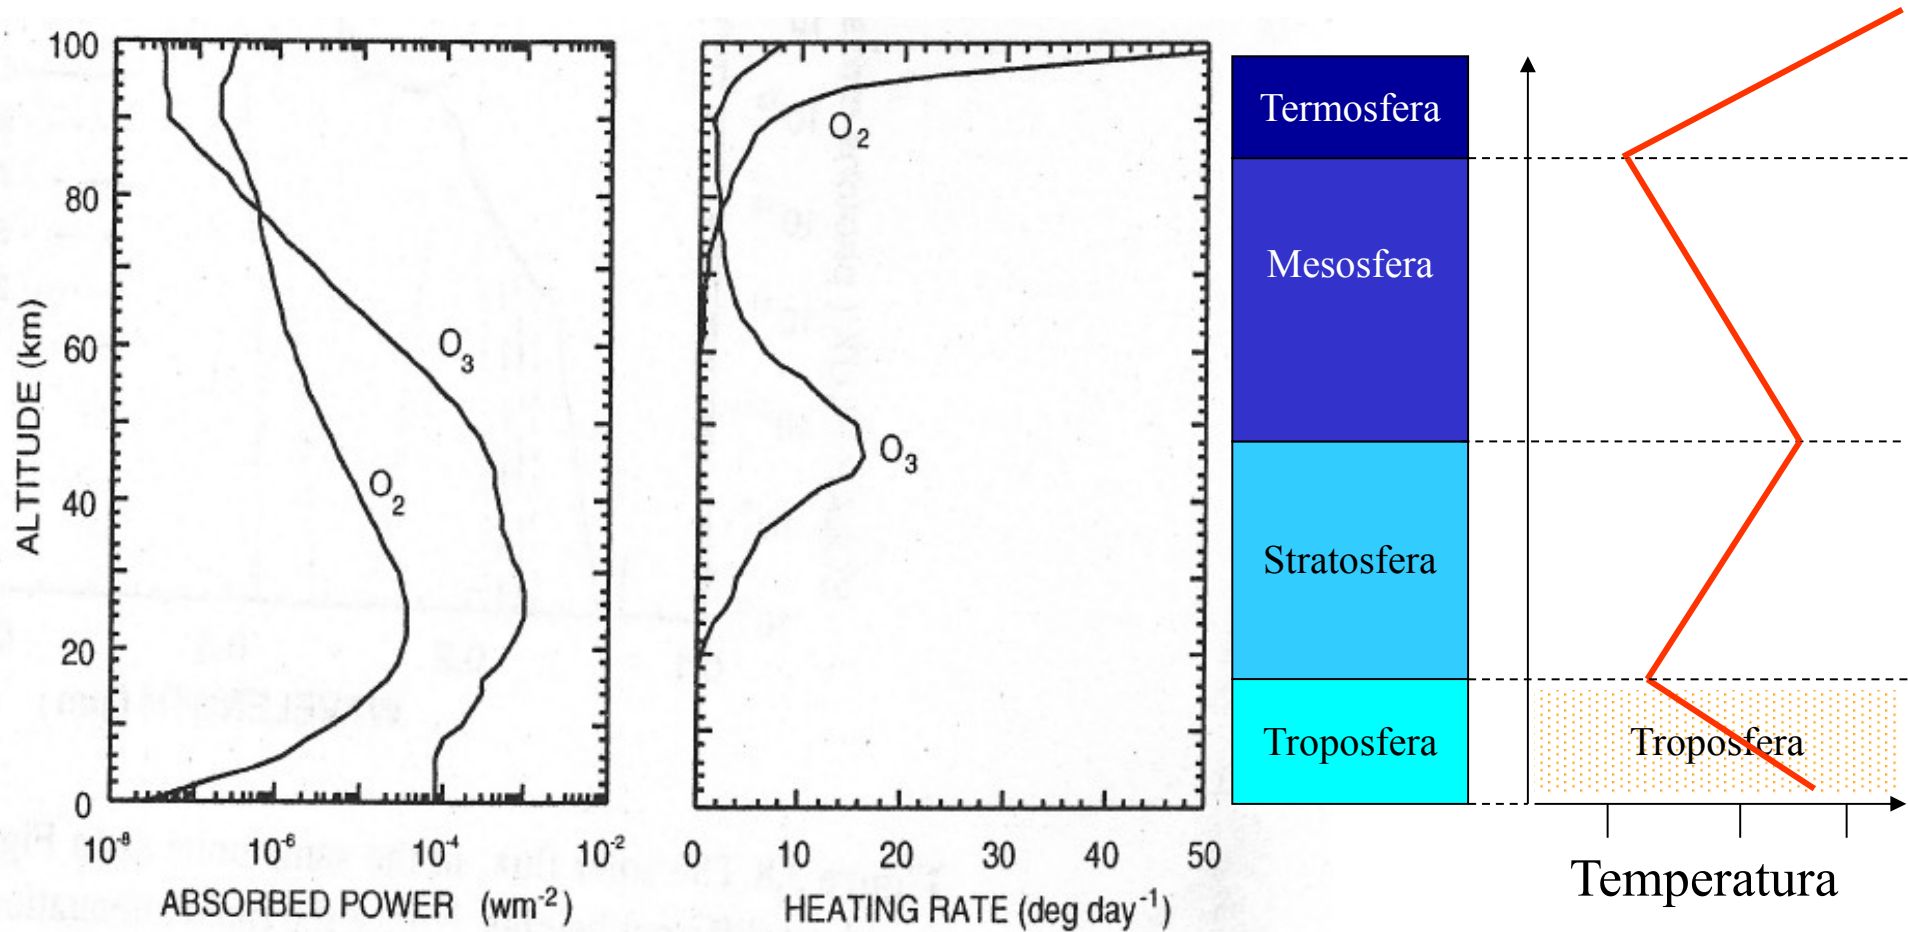 ALTITUDE (km)
100
80
60
40
20
0
O3
O2
10-8
10-6
10-4
10-2
ABSORBED POWER (wm-2)
O2
O3
0
10
20
30
40
50
HEATING RATE (deg day-1)
Termosfera
Mesosfera
Stratosfera
Troposfera
Troposfera
Temperatura